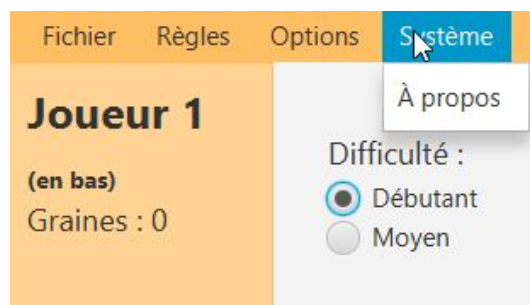 Fichier Règles Options Système
À propos
Joueur 1
(en bas)
Graines : 0
Difficulté :
Débutant
Moyen